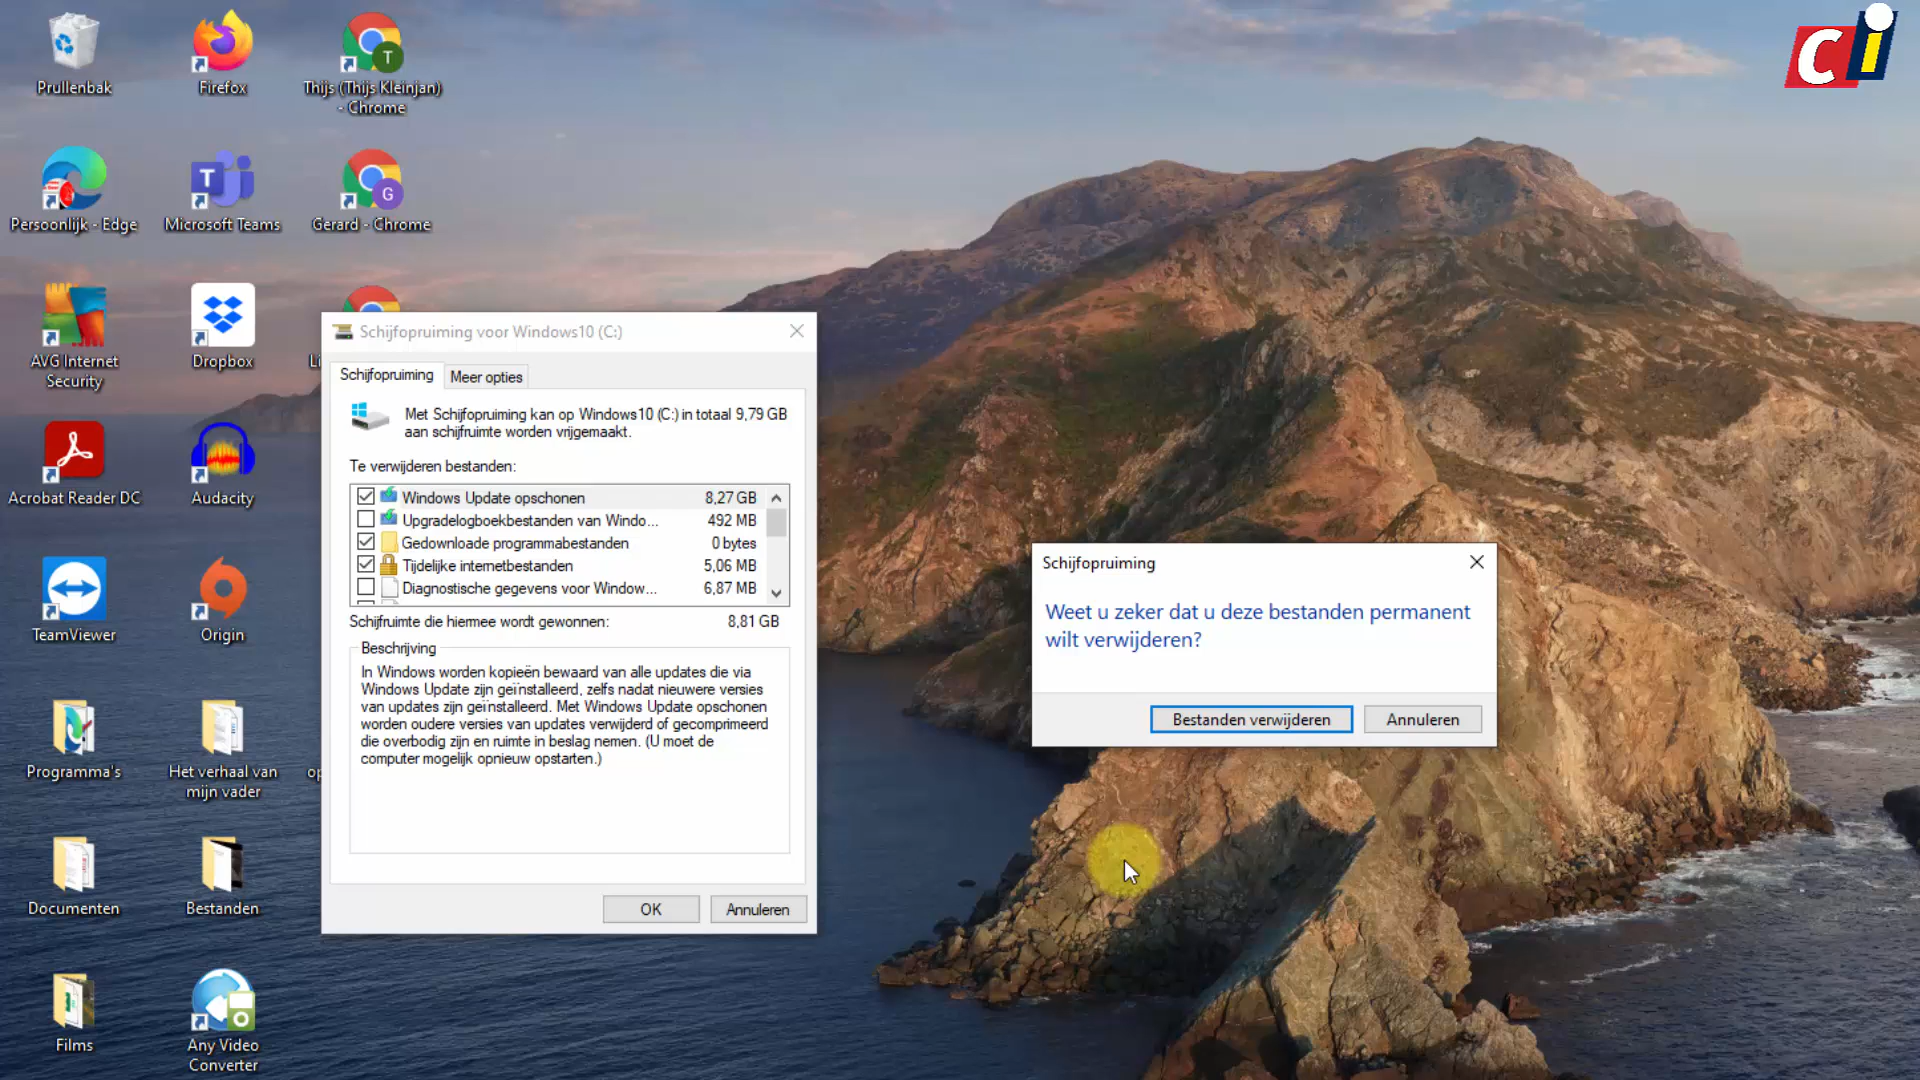 Prullenbak
Firefox
Thijs (Thijs Kleinjan)
- Chrome
T
Ci
Persoonlijk - Edge
Microsoft Teams
Gerard - Chrome
T
G
AVG Internet
Security
Dropbox
Li
Acrobat Reader DC
Audacity
TeamViewer
Origin
Programma's
Het verhaal van
mijn vader
op
Documenten
Bestanden
Films
Any Video
Converter
Schijfopruiming voor Windows10 (C:)
Schijfopruiming
Meer opties
Met Schijfopruiming kan op Windows10 (C:) in totaal 9,79 GB
aan schijfruimte worden vrijgemaakt.
Te verwijderen bestanden:
Windows Update opschonen 8,27 GB
Upgradelogboekbestanden van Windo... 492 MB
Gedownloade programmabestanden 0 bytes
Tijdelijke internetbestanden 5,06 MB
Diagnostische gegevens voor Window... 6,87 MB
Schijfruimte die hiermee wordt gewonnen: 8,81 GB
Beschrijving
In Windows worden kopieën bewaard van alle updates die via
Windows Update zijn geïnstalleerd, zelfs nadat nieuwere versies
van updates zijn geïnstalleerd. Met Windows Update opschonen
worden oudere versies van updates verwijderd of gecomprimeerd
die overbodig zijn en ruimte in beslag nemen. (U moet de
computer mogelijk opnieuw opstarten.)
OK
Annuleren
Schijfopruiming
Weet u zeker dat u deze bestanden permanent
wilt verwijderen?
Bestanden verwijderen
Annuleren